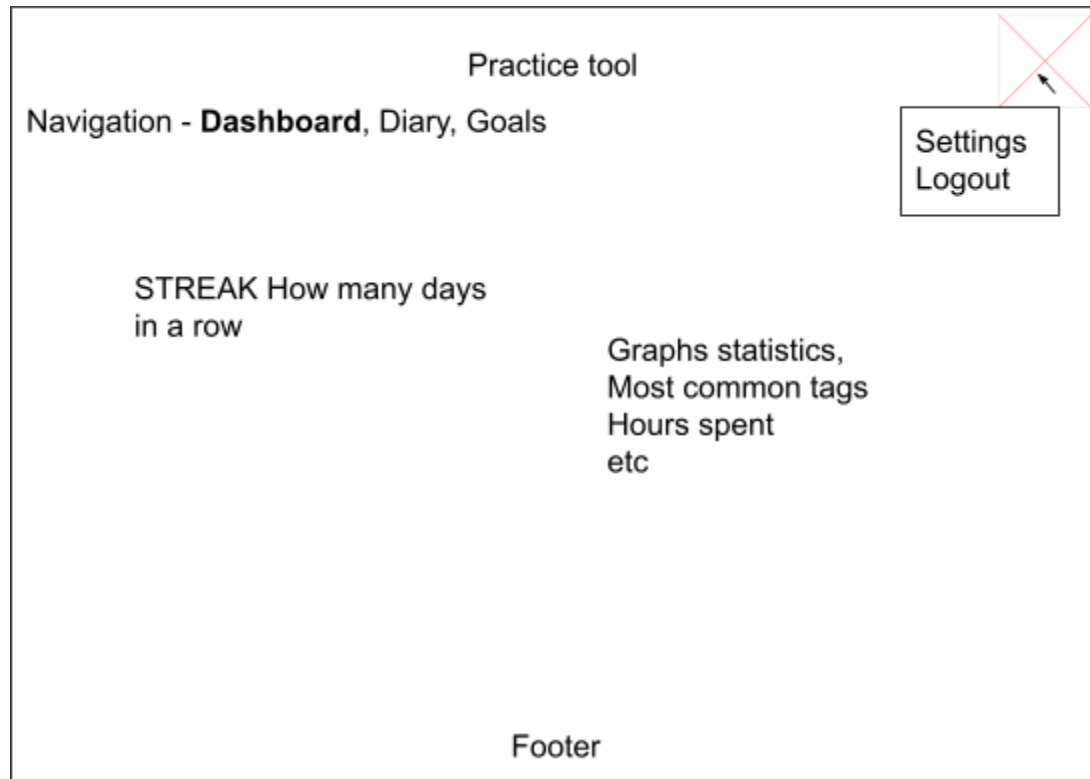 Practice tool
Navigation - Dashboard, Diary, Goals
Settings
Logout
STREAK How many days
in a row
Graphs statistics,
Most common tags
Hours spent
etc
Footer